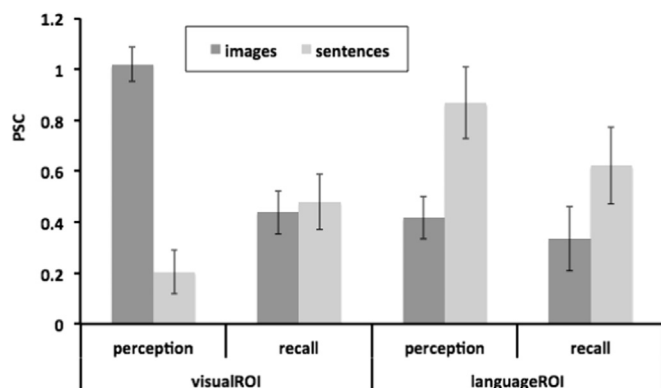 1.2
1
0.8
0.6
0.4
0.2
0
PSC
images sentences
perception recall perception recall
visualROI languageROI